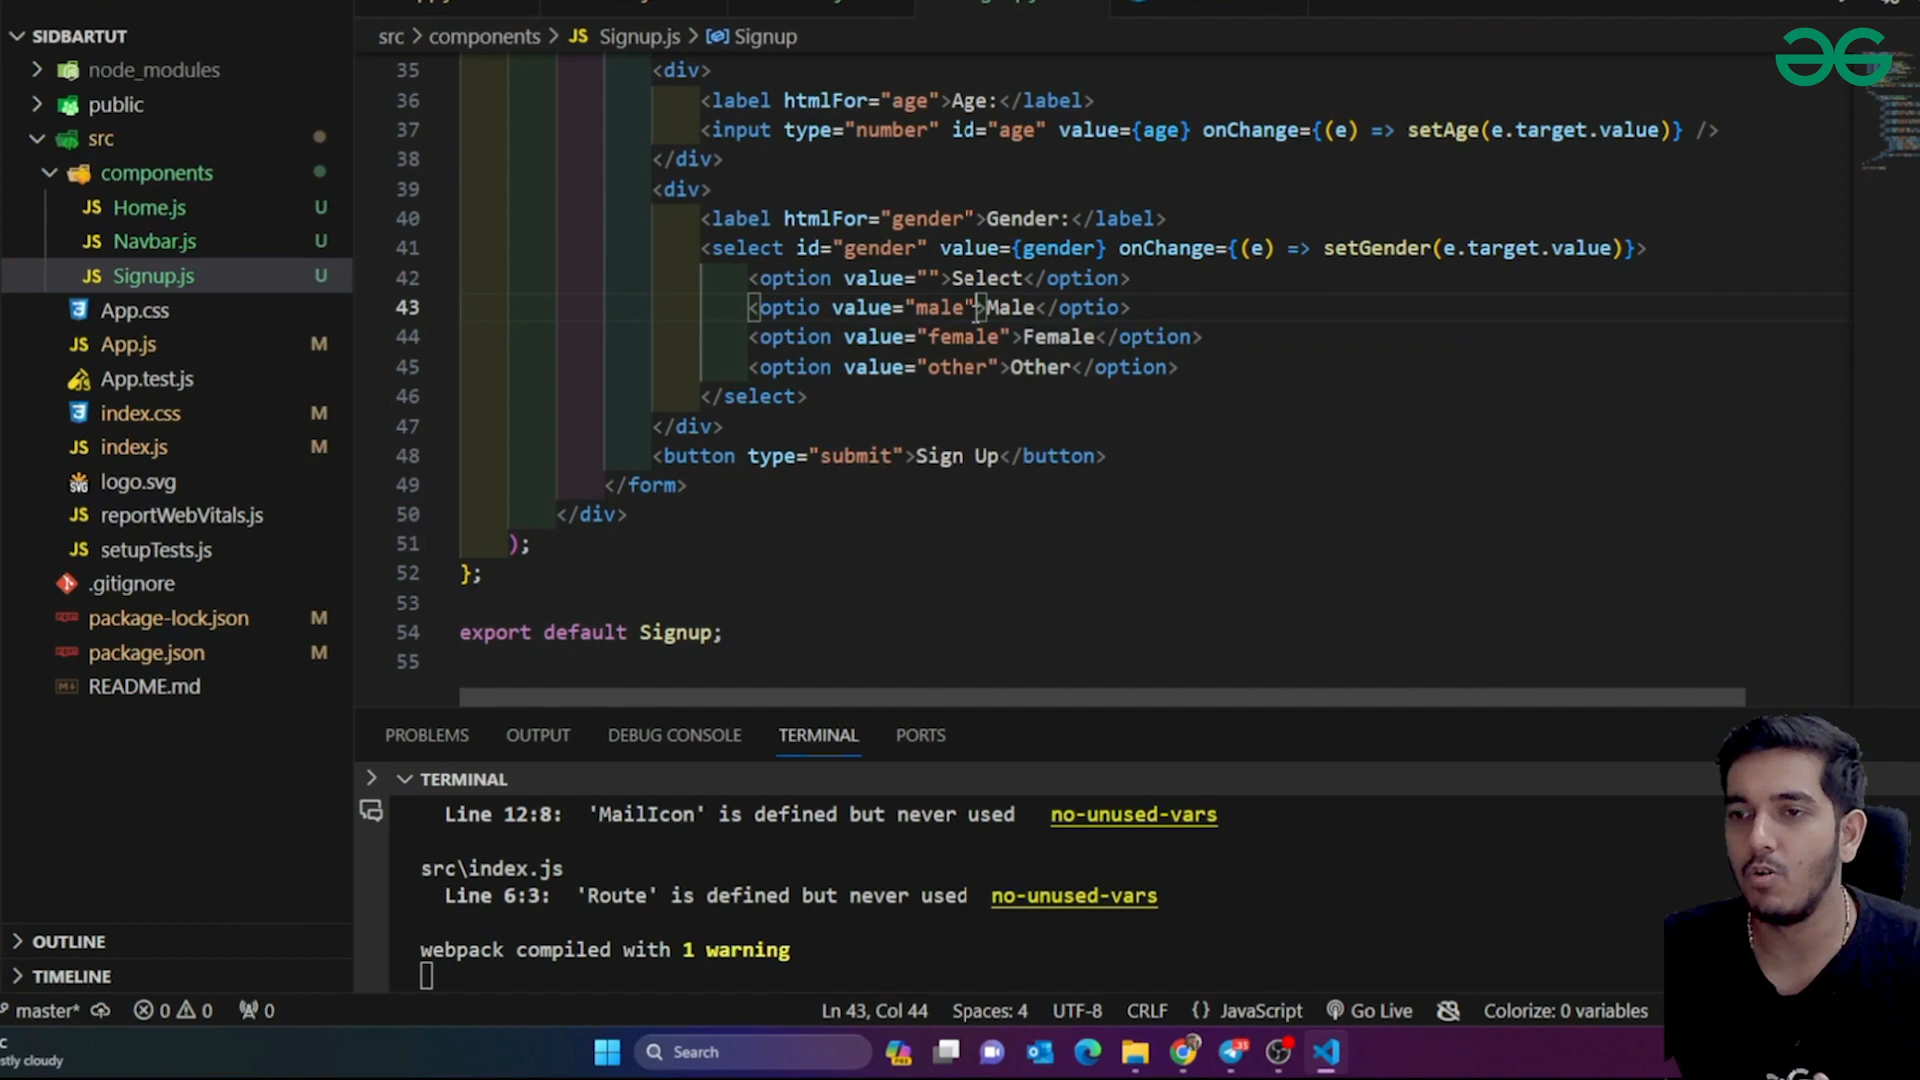 SIDBARTUT
node_modules
public
src
components
JS Home.js U
JS Navbar.js U
JS Signup.js U
App.css
JS App.js M
App.test.js
index.css M
JS index.js M
logo.svg
JS reportWebVitals.js
JS setupTests.js
.gitignore
package-lock.json M
package.json M
README.md
OUTLINE
TIMELINE
src > components > JS Signup.js > Signup
35 <div>
36 <label htmlFor="age">Age:</label>
37 <input type="number" id="age" value={age} onChange={(e) => setAge(e.target.value)} />
38 </div>
39 <div>
40 <label htmlFor="gender">Gender:</label>
41 <select id="gender" value={gender} onChange={(e) => setGender(e.target.value)}>
42 <option value="">Select</option>
43 <optio value="male">Male</optio>
44 <option value="female">Female</option>
45 <option value="other">Other</option>
46 </select>
47 </div>
48 <button type="submit">Sign Up</button>
49 </form>
50 </div>
51 );
52 };
53
54 export default Signup;
55
PROBLEMS OUTPUT DEBUG CONSOLE TERMINAL PORTS
TERMINAL
Line 12:8: 'MailIcon' is defined but never used no-unused-vars
src\index.js
Line 6:3: 'Route' is defined but never used no-unused-vars
webpack compiled with 1 warning
master* 0 0 0 Ln 43, Col 44 Spaces: 4 UTF-8 CRLF {} JavaScript Go Live Colorize: 0 variables
Search
cloudy